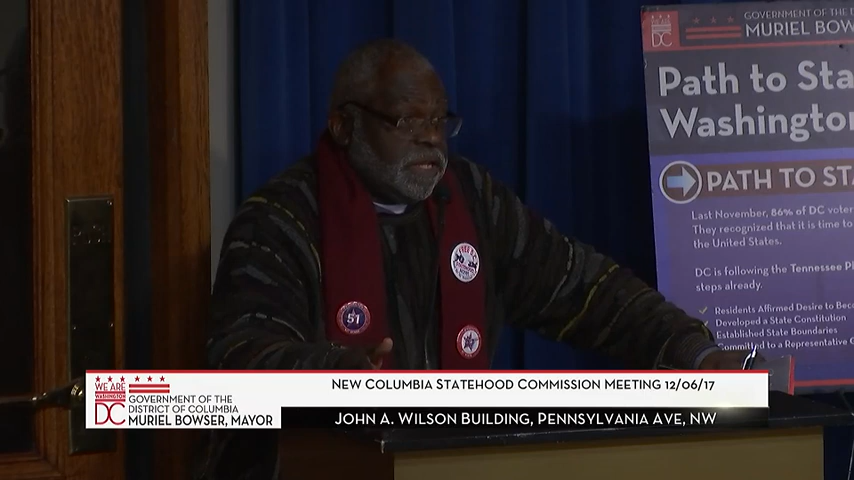 DC
GOVERNMENT OF THE D
MURIEL BOW
Path to Sta
Washington
PATH TO STA
Last November, 86% of DC voter
They recognized that it is time to
the United States.
DC is following the Tennessee Pl
steps already.
Residents Affirmed Desire to Beco
Developed a State Constitution
Established State Boundaries
Committed to a Representative G
51
WE ARE
WASHINGTON
DC
GOVERNMENT OF THE
DISTRICT OF COLUMBIA
MURIEL BOWSER, MAYOR
NEW COLUMBIA STATEHOOD COMMISSION MEETING 12/06/17
JOHN A. WILSON BUILDING, PENNSYLVANIA AVE, NW